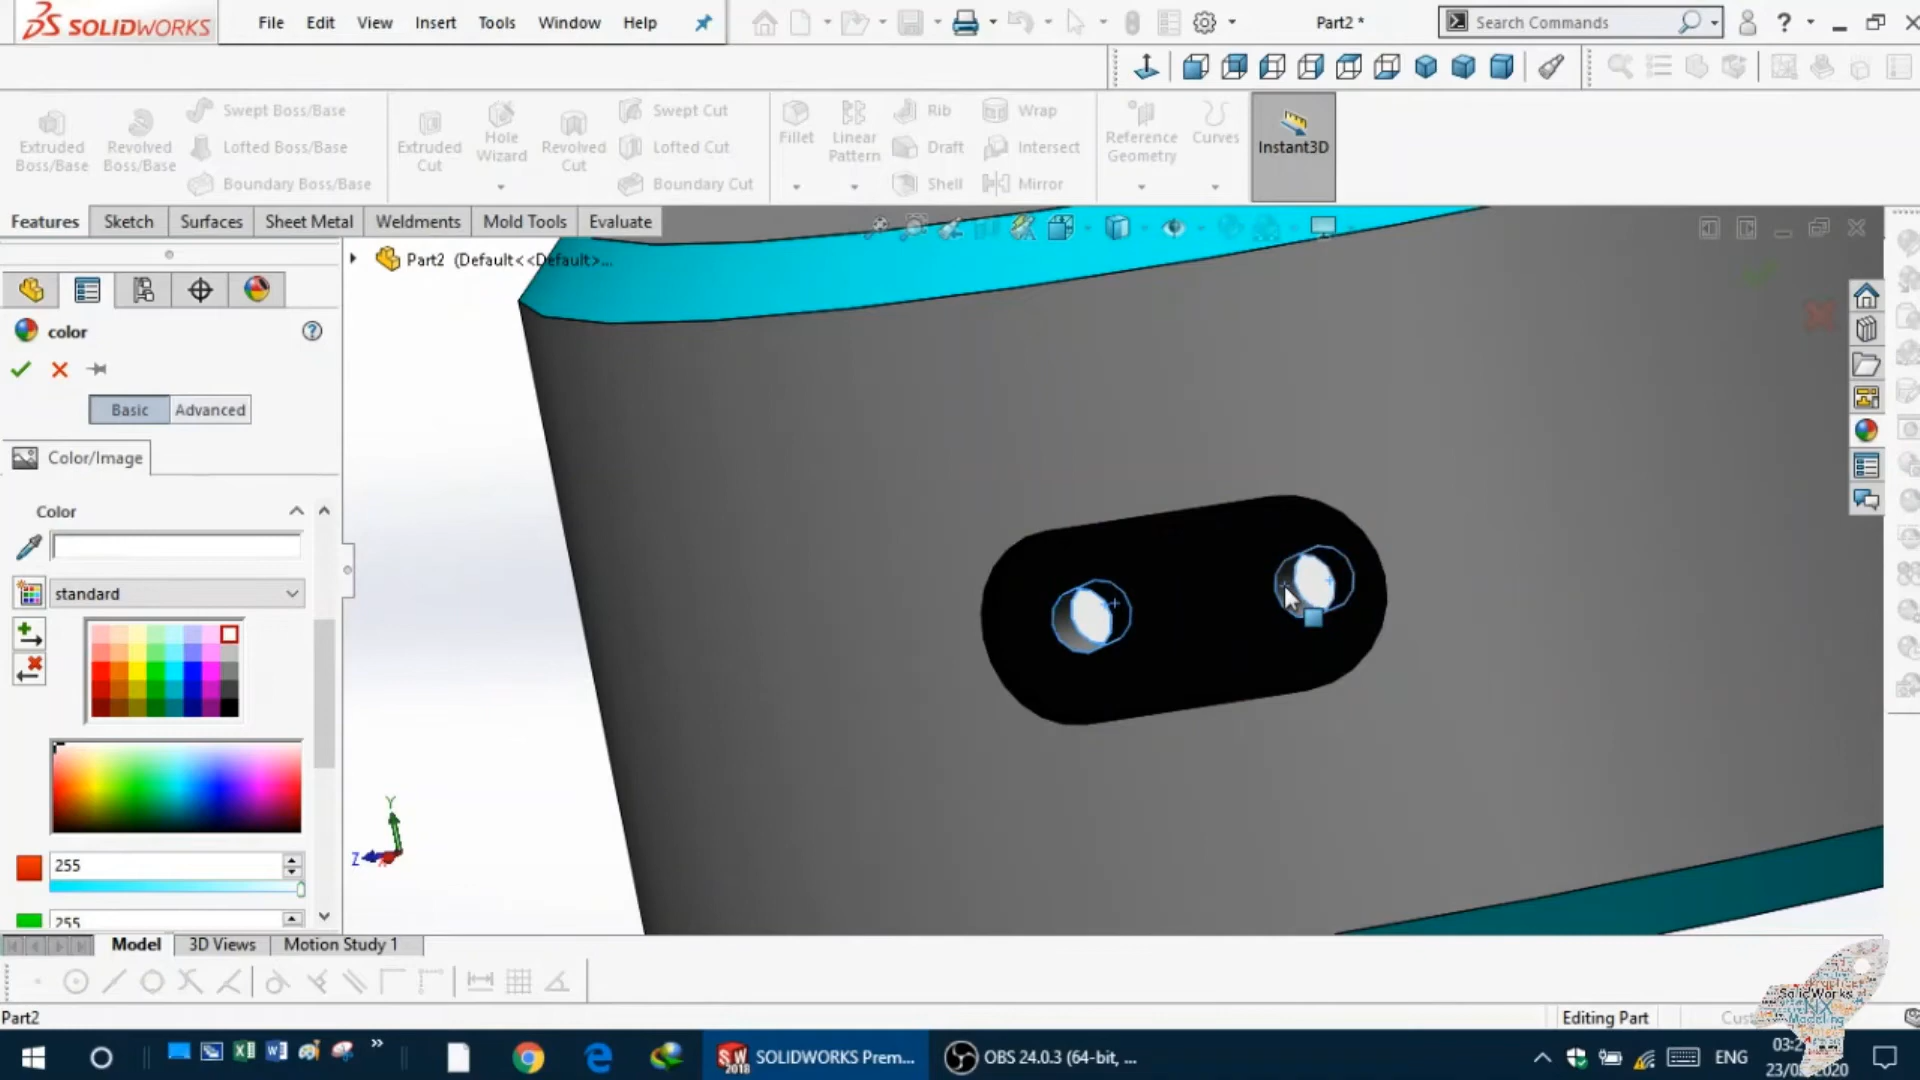 SOLIDWORKS File Edit View Insert Tools Window Help Part2 * Search Commands ?
Swept Boss/Base Swept Cut Rib Wrap
Extruded Boss/Base Revolved Boss/Base Lofted Boss/Base Extruded Cut Hole Wizard Revolved Cut Lofted Cut Fillet Linear Pattern Draft Intersect Reference Geometry Curves Instant3D
Boundary Boss/Base Boundary Cut Shell Mirror
Features Sketch Surfaces Sheet Metal Weldments Mold Tools Evaluate
Part2 (Default<<Default>...
color
Basic Advanced
Color/Image
Color
standard
Y
Z
255
255
Model 3D Views Motion Study 1
SolidWorks
NX
Modeling
Part2 Editing Part
SOLIDWORKS Prem... OBS 24.0.3 (64-bit, ... ENG
2018